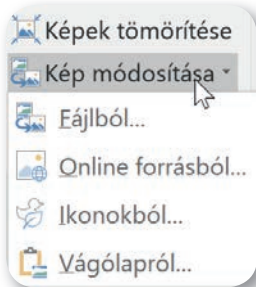 Képek tömörítése
Kép módosítása
Fájlból...
Online forrásból...
Ikonokból...
Vágólapról...